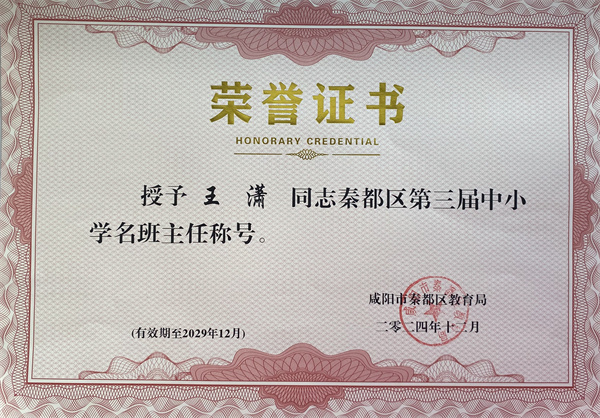 荣誉证书
HONORARY CREDENTIAL
授予 王 潇 同志秦都区第三届中小
学名班主任称号。
咸阳市秦都区教育局
二零二四年十二月
(有效期至2029年12月)